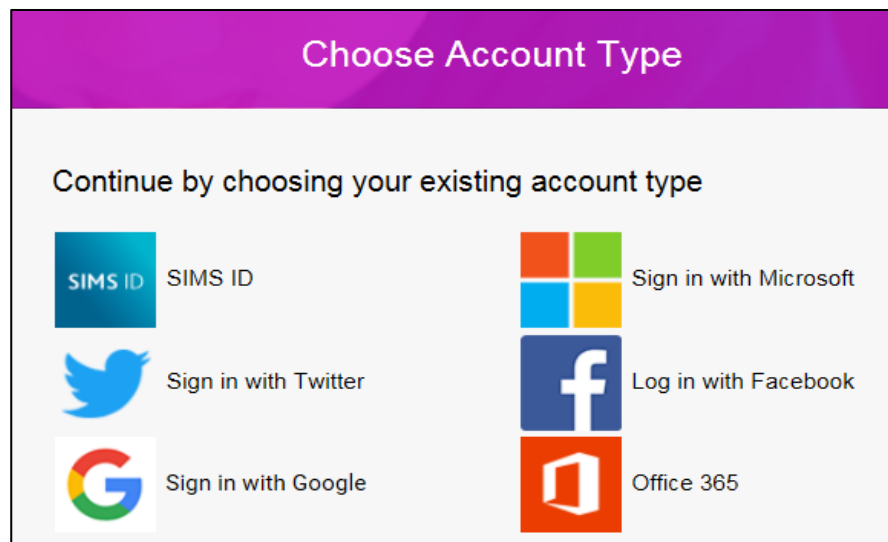 Choose Account Type
Continue by choosing your existing account type
SIMS ID SIMS ID
Sign in with Microsoft
Sign in with Twitter
f Log in with Facebook
G Sign in with Google
Office 365